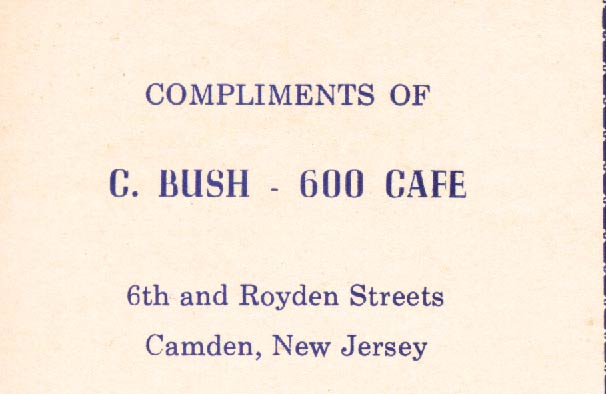 COMPLIMENTS OF
C. BUSH - 600 CAFE
6th and Royden Streets
Camden, New Jersey